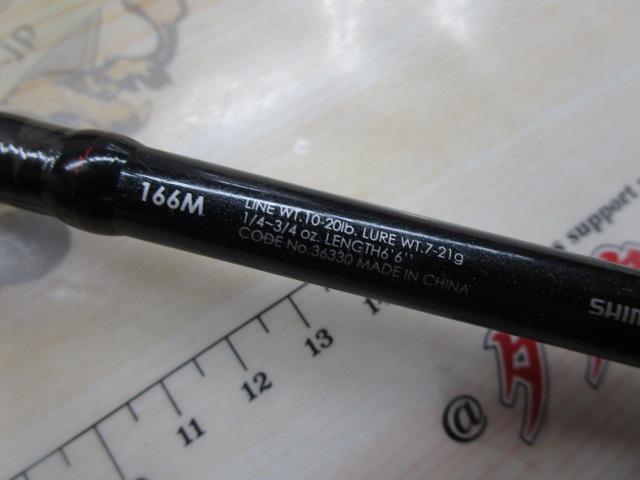 .JP
166M
LINE WT.10-20lb. LURE WT.7-21g
1/4-3/4 oz. LENGTH6'6"
CODE No.36330 MADE IN CHINA
SHIM
s support
11
12
13
@